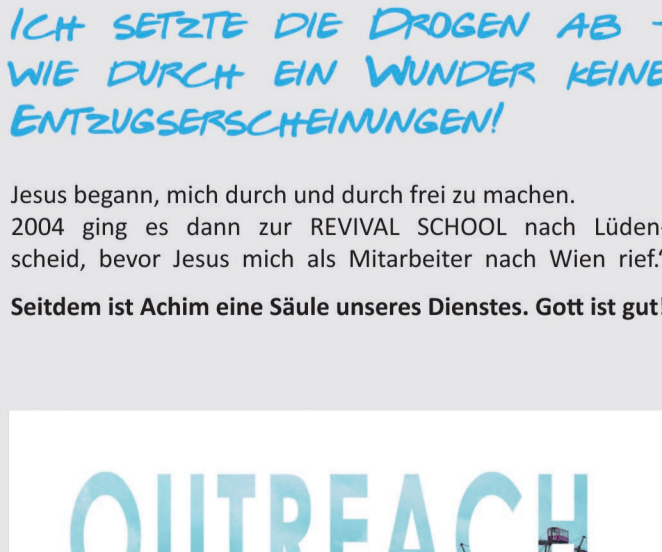 ICH SETZTE DIE DROGEN AB –
WIE DURCH EIN WUNDER KEINE
ENTZUGSERSCHEINUNGEN!
Jesus begann, mich durch und durch frei zu machen.
2004 ging es dann zur REVIVAL SCHOOL nach Lüden-
scheid, bevor Jesus mich als Mitarbeiter nach Wien rief.“
Seitdem ist Achim eine Säule unseres Dienstes. Gott ist gut!
OUTREACH